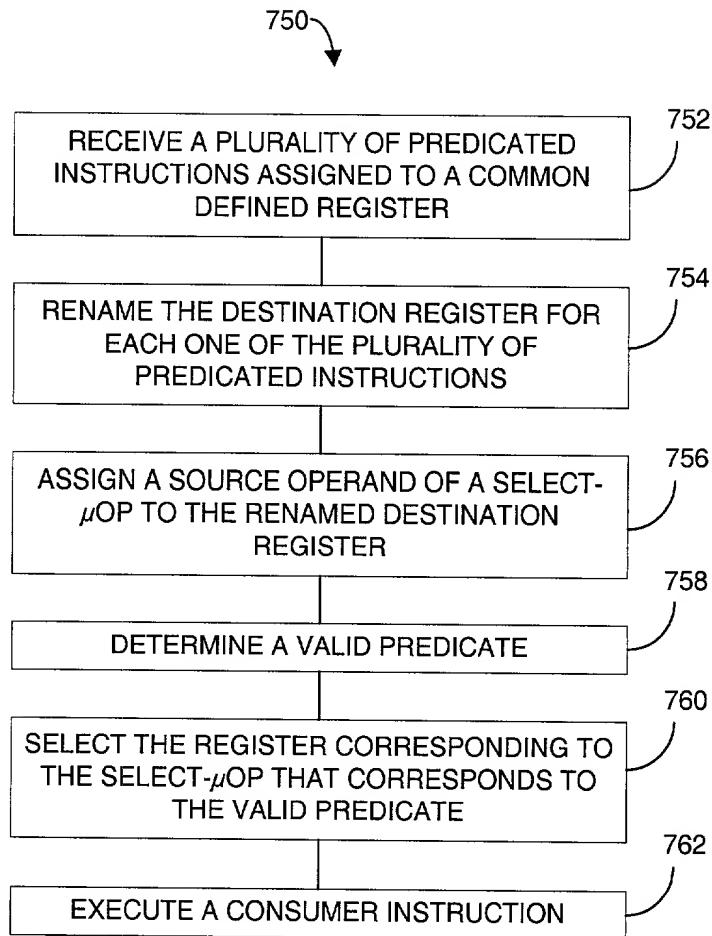 750
752
RECEIVE A PLURALITY OF PREDICATED
INSTRUCTIONS ASSIGNED TO A COMMON
DEFINED REGISTER
754
RENAME THE DESTINATION REGISTER FOR
EACH ONE OF THE PLURALITY OF
PREDICATED INSTRUCTIONS
756
ASSIGN A SOURCE OPERAND OF A SELECT-
μOP TO THE RENAMED DESTINATION
REGISTER
758
DETERMINE A VALID PREDICATE
760
SELECT THE REGISTER CORRESPONDING TO
THE SELECT-μOP THAT CORRESPONDS TO
THE VALID PREDICATE
762
EXECUTE A CONSUMER INSTRUCTION